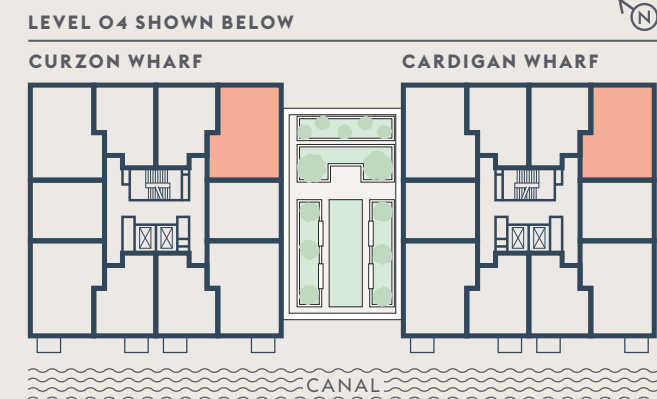 LEVEL 04 SHOWN BELOW
N
CURZON WHARF
CARDIGAN WHARF
CANAL